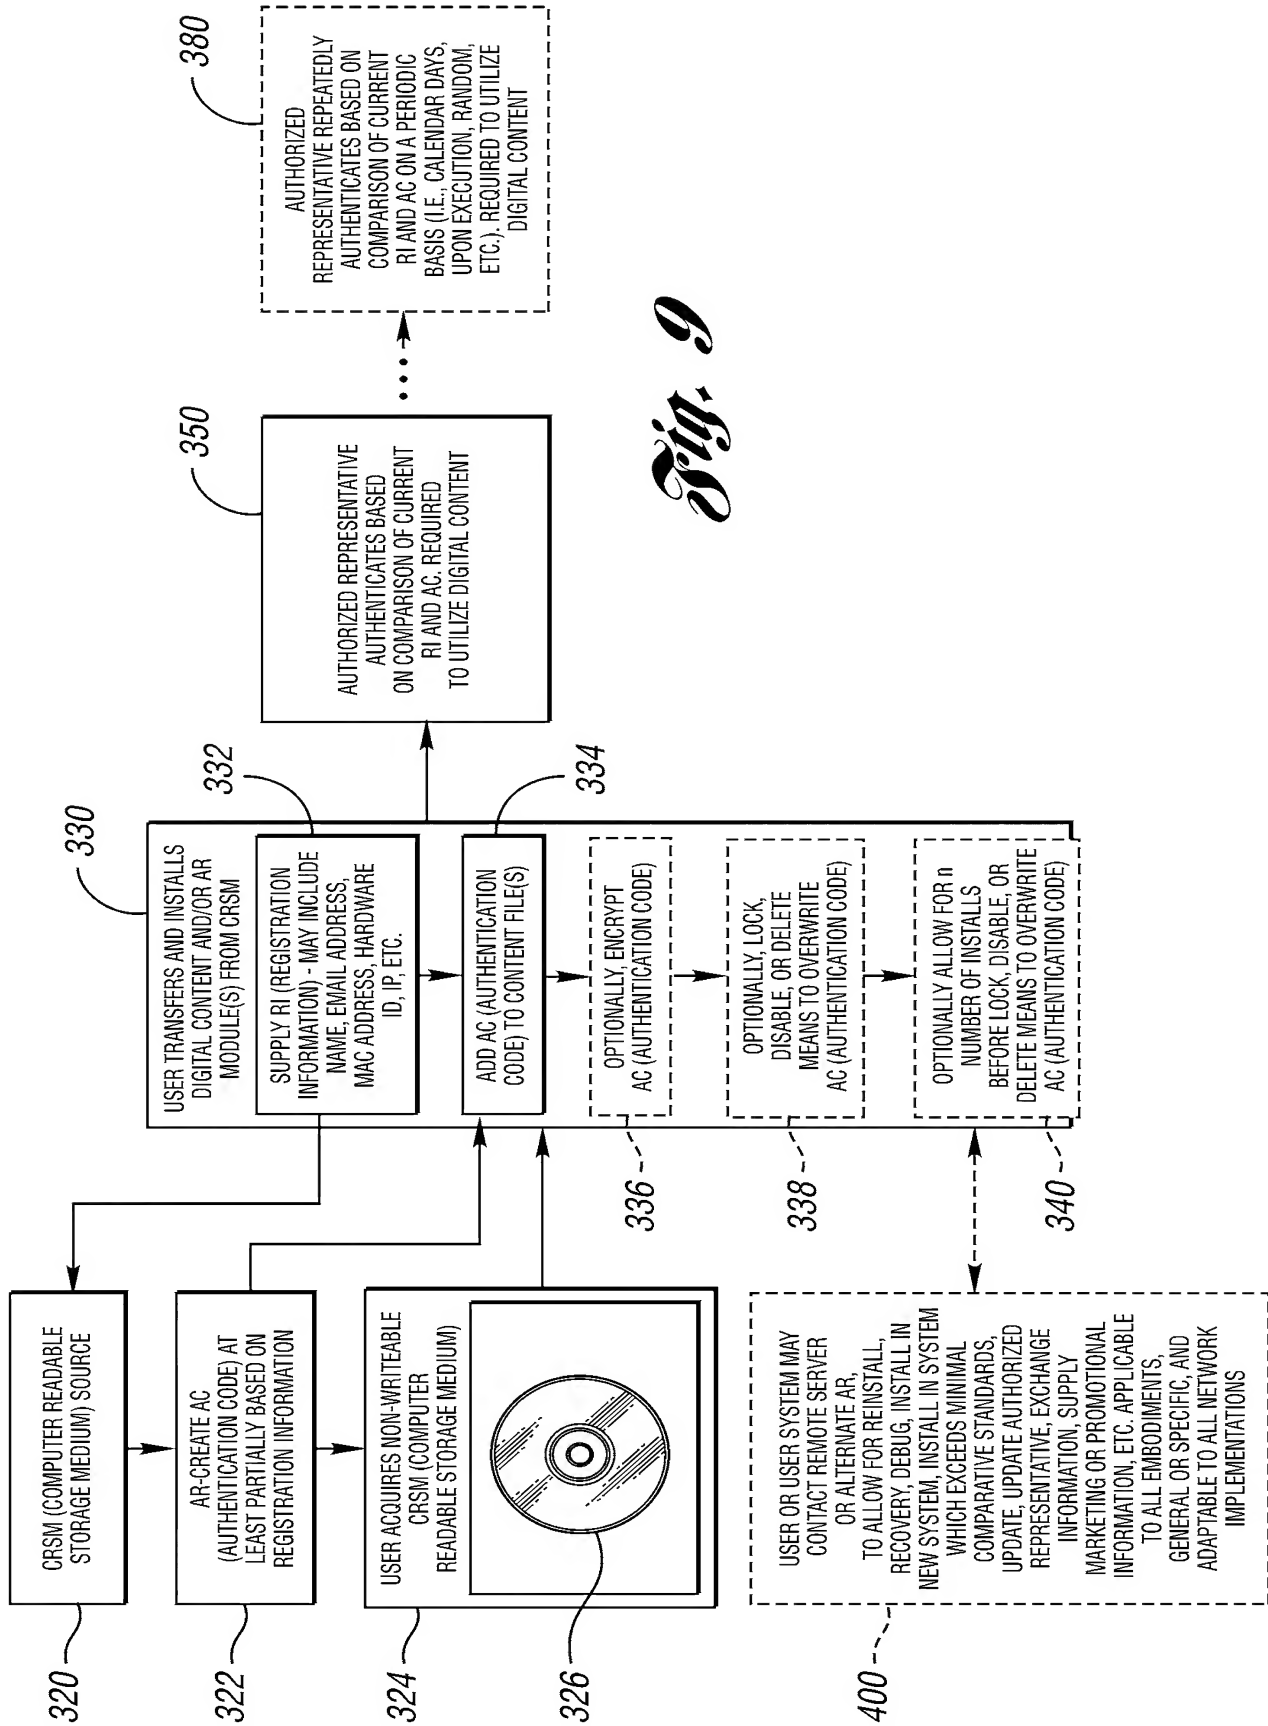 320
CRSM (COMPUTER READABLE
STORAGE MEDIUM) SOURCE
322
AR-CREATE AC
(AUTHENTICATION CODE) AT
LEAST PARTIALLY BASED ON
REGISTRATION INFORMATION
324
USER ACQUIRES NON-WRITEABLE
CRSM (COMPUTER
READABLE STORAGE MEDIUM)
326
330
USER TRANSFERS AND INSTALLS
DIGITAL CONTENT AND/OR AR
MODULE(S) FROM CRSM
332
SUPPLY RI (REGISTRATION
INFORMATION) - MAY INCLUDE
NAME, EMAIL ADDRESS,
MAC ADDRESS, HARDWARE
ID, IP, ETC.
334
ADD AC (AUTHENTICATION
CODE) TO CONTENT FILE(S)
336
OPTIONALLY, ENCRYPT
AC (AUTHENTICATION CODE)
338
OPTIONALLY, LOCK,
DISABLE, OR DELETE
MEANS TO OVERWRITE
AC (AUTHENTICATION CODE)
340
OPTIONALLY ALLOW FOR n
NUMBER OF INSTALLS
BEFORE LOCK, DISABLE, OR
DELETE MEANS TO OVERWRITE
AC (AUTHENTICATION CODE)
350
AUTHORIZED REPRESENTATIVE
AUTHENTICATES BASED
ON COMPARISON OF CURRENT
RI AND AC. REQUIRED
TO UTILIZE DIGITAL CONTENT
380
AUTHORIZED
REPRESENTATIVE REPEATEDLY
AUTHENTICATES BASED ON
COMPARISON OF CURRENT
RI AND AC ON A PERIODIC
BASIS (I.E., CALENDAR DAYS,
UPON EXECUTION, RANDOM,
ETC.). REQUIRED TO UTILIZE
DIGITAL CONTENT
400
USER OR USER SYSTEM MAY
CONTACT REMOTE SERVER
OR ALTERNATE AR,
TO ALLOW FOR REINSTALL,
RECOVERY, DEBUG, INSTALL IN
NEW SYSTEM, INSTALL IN SYSTEM
WHICH EXCEEDS MINIMAL
COMPARATIVE STANDARDS,
UPDATE, UPDATE AUTHORIZED
REPRESENTATIVE, EXCHANGE
INFORMATION, SUPPLY
MARKETING OR PROMOTIONAL
INFORMATION, ETC. APPLICABLE
TO ALL EMBODIMENTS,
GENERAL OR SPECIFIC, AND
ADAPTABLE TO ALL NETWORK
IMPLEMENTATIONS
Fig. 9